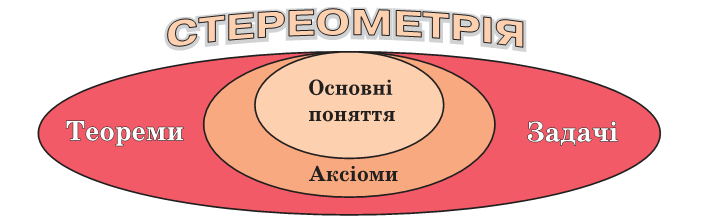 СТЕРЕОМЕТРІЯ
Основні
поняття
Теореми
Задачі
Аксіоми